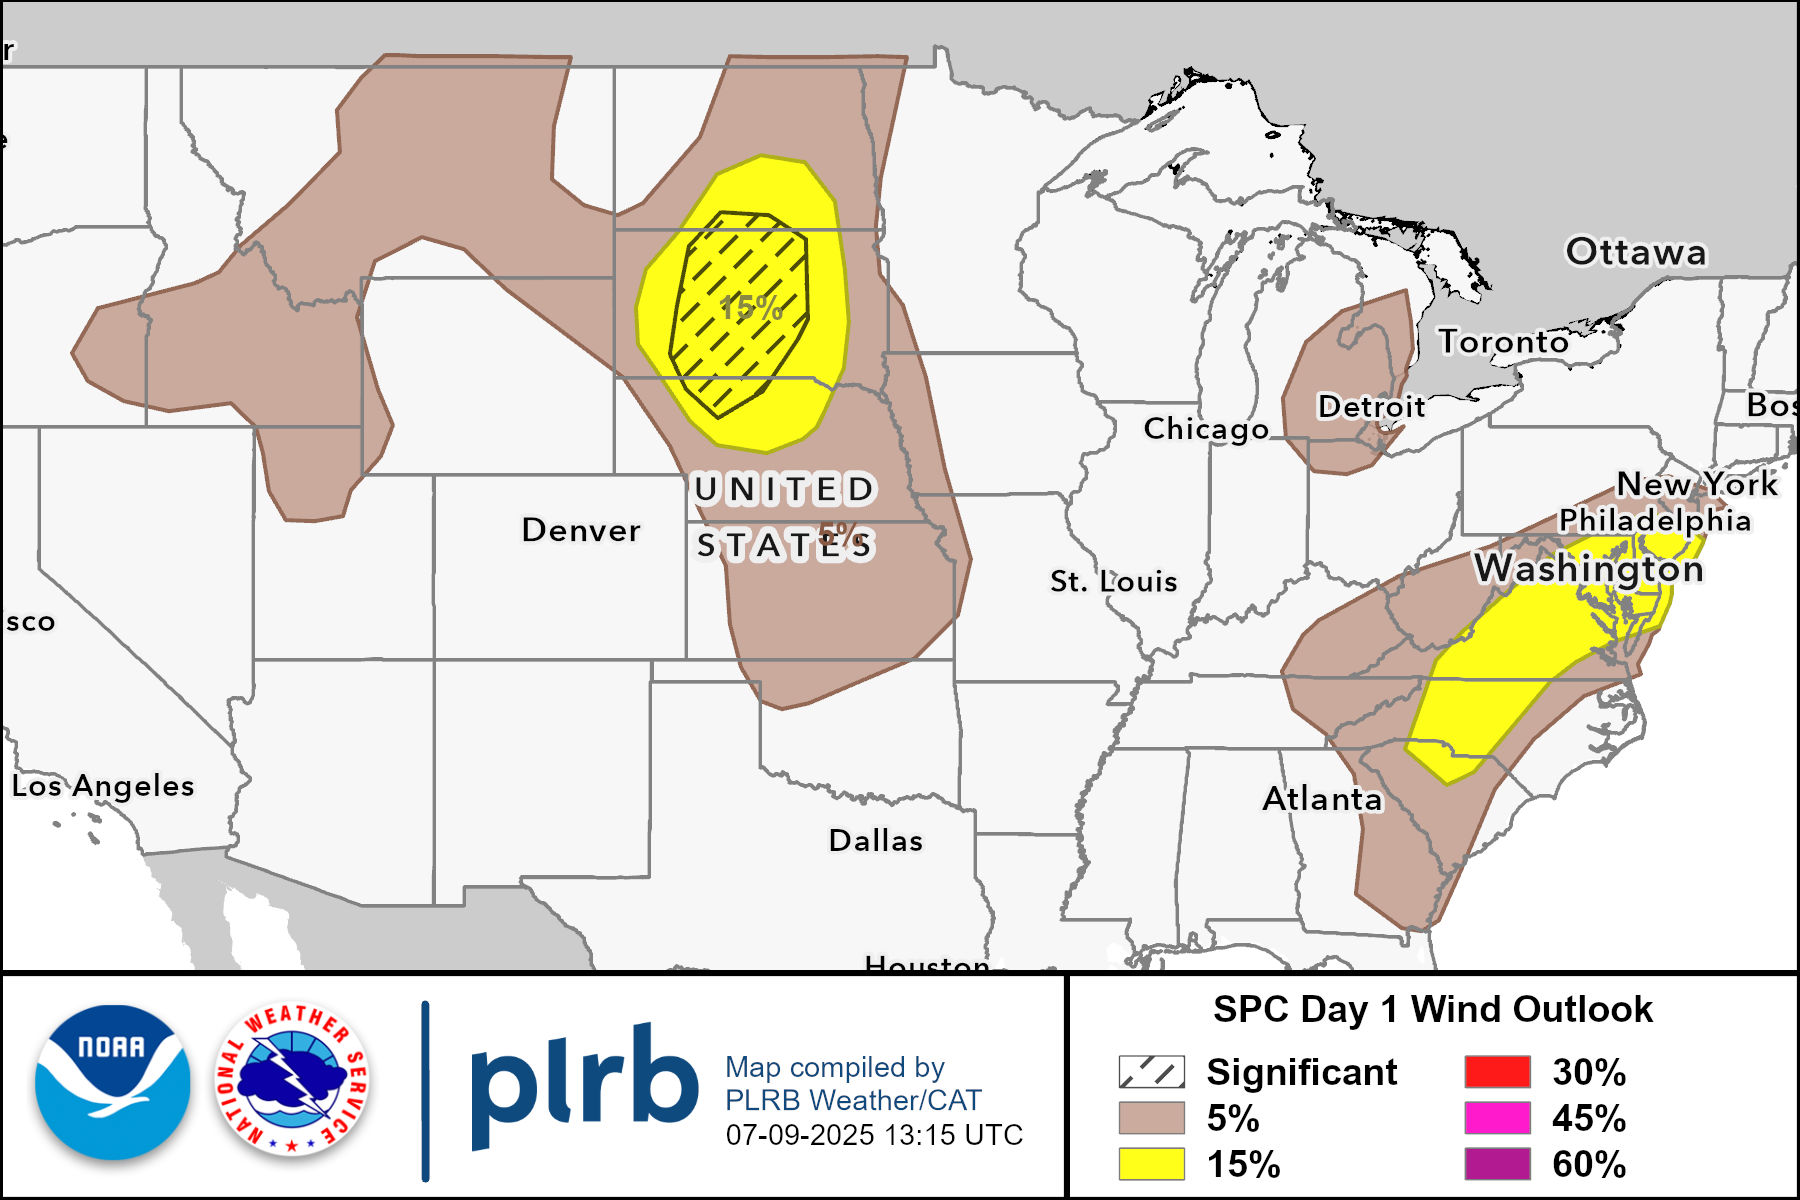 r
e
Ottawa
Toronto
Detroit
Bos
Chicago
15%
New York
UNITED
Philadelphia
Denver
5%
STATES
Washington
St. Louis
sco
Los Angeles
Atlanta
Dallas
Houston
NOAA
NATIONAL WEATHER SERVICE
plrb
Map compiled by
PLRB Weather/CAT
07-09-2025 13:15 UTC
SPC Day 1 Wind Outlook
Significant
5%
15%
30%
45%
60%